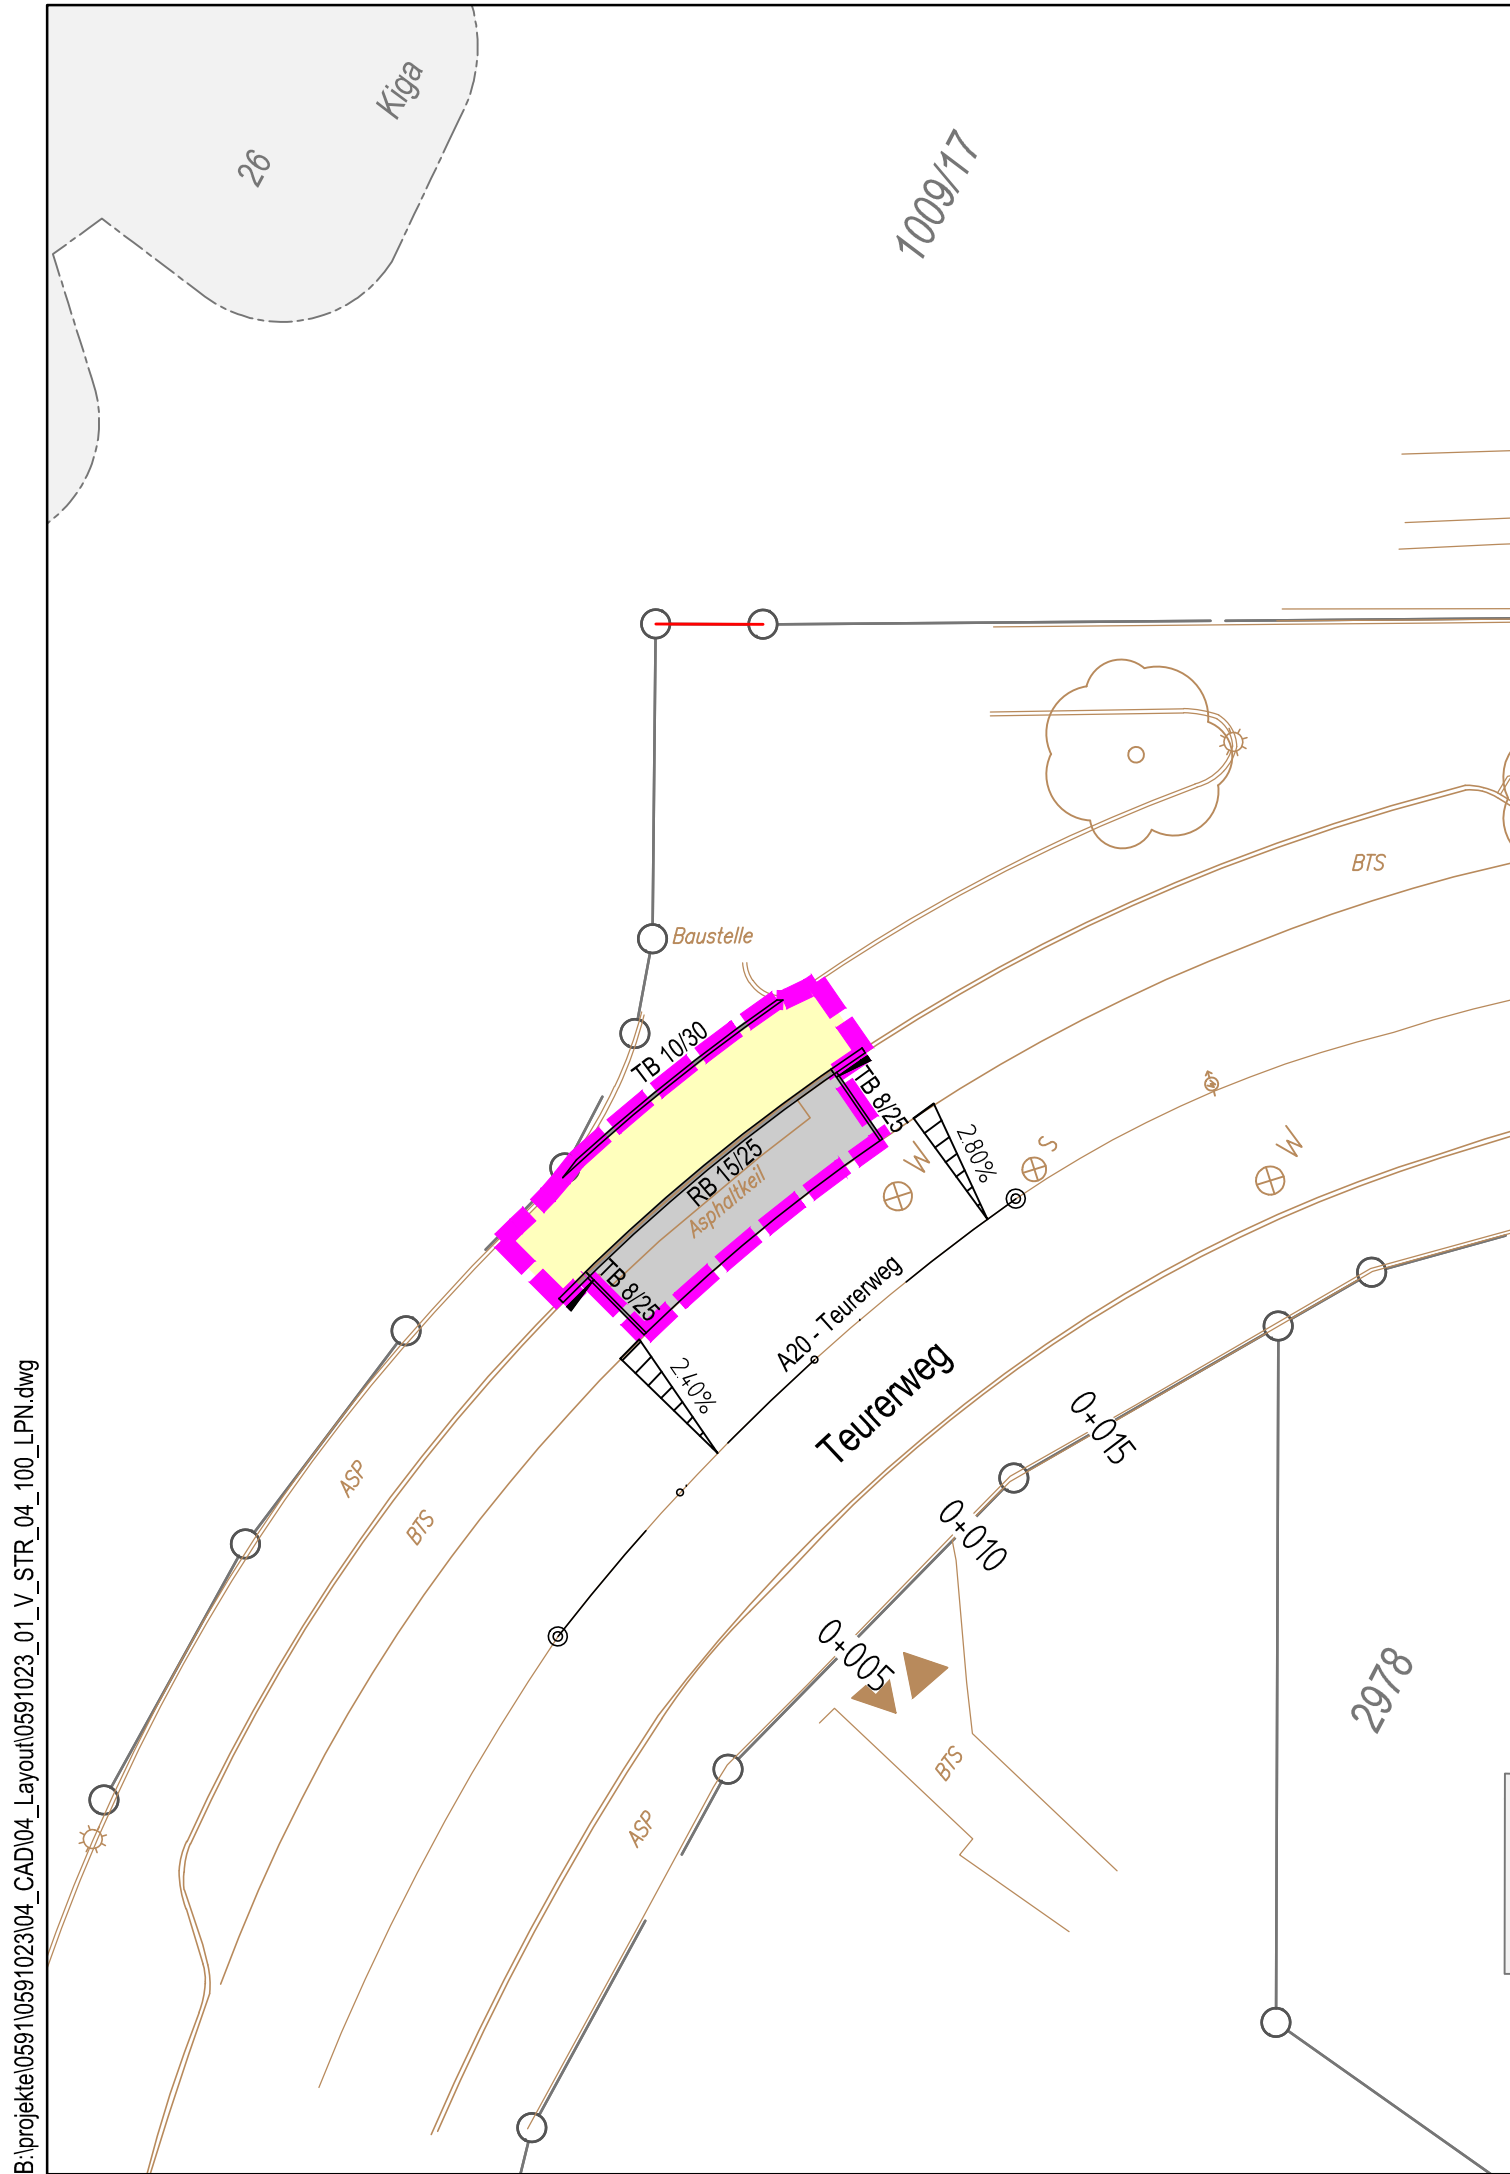 Kiga
26
1009/17
BTS
Baustelle
TB 10/30
TB 8/25
RB 15/25
Asphaltkeil
W
2.80%
S
W
TB 8/25
A20 - Teurerweg
2.40%
Teurerweg
0+015
ASP
BTS
0+010
0+005
2978
BTS
ASP
B:\projekte\0591\0591023\04_CAD\04_Layout\0591023_01_V_STR_04_100_LPN.dwg